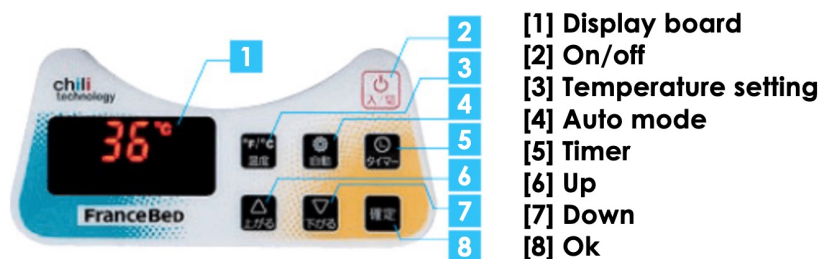 chili
technology
36℃
FranceBed
入/切
°F/°C
温度
自動
タイマー
上がる
下がる
確定
1
2
3
4
5
6
7
8
[1] Display board
[2] On/off
[3] Temperature setting
[4] Auto mode
[5] Timer
[6] Up
[7] Down
[8] Ok